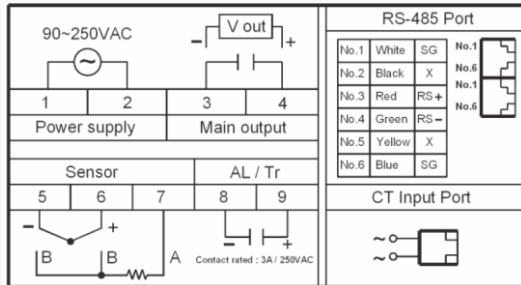 90~250VAC
~
1 2
Power supply
V out
− +
3 4
Main output
Sensor
5 6 7
− +
B B A
AL / Tr
8 9
− +
Contact rated : 3A / 250VAC
RS-485 Port
No.1 White SG
No.2 Black X
No.3 Red RS+
No.4 Green RS−
No.5 Yellow X
No.6 Blue SG
No.1
No.6
No.1
No.6
CT Input Port
~
~